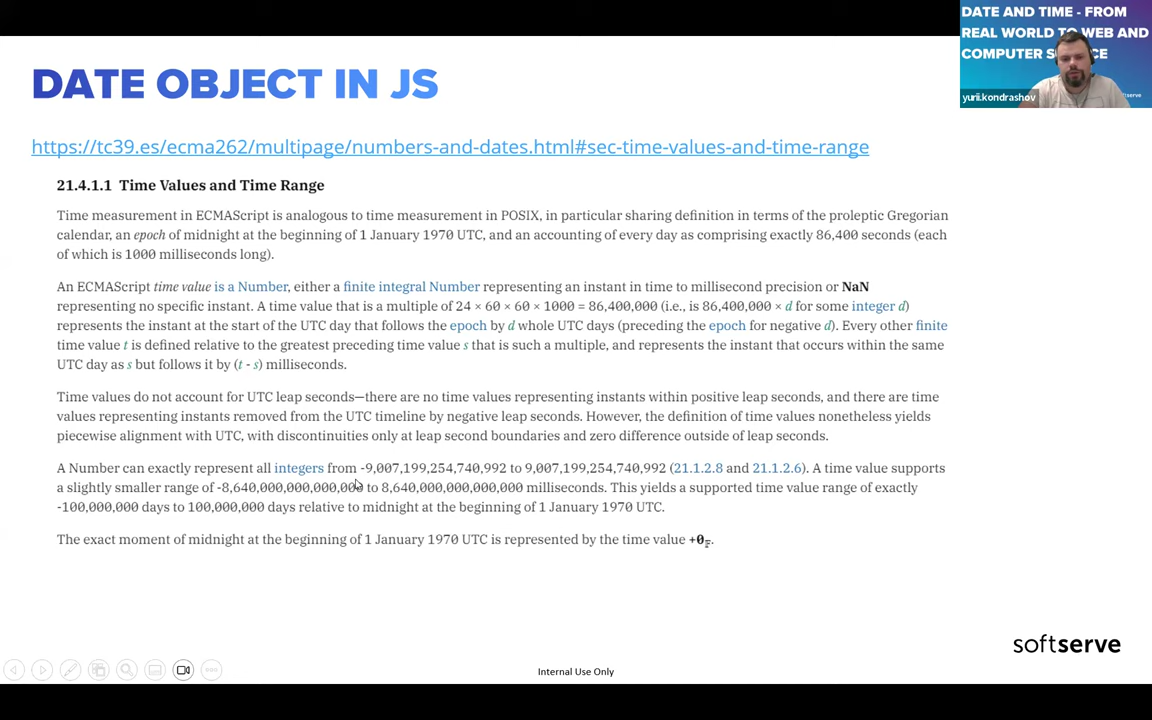 DATE AND TIME - FROM
REAL WORLD TO WEB AND
COMPUTER S CE
softserve
yurii.kondrashov
DATE OBJECT IN JS
https://tc39.es/ecma262/multipage/numbers-and-dates.html#sec-time-values-and-time-range
21.4.1.1 Time Values and Time Range
Time measurement in ECMAScript is analogous to time measurement in POSIX, in particular sharing definition in terms of the proleptic Gregorian
calendar, an epoch of midnight at the beginning of 1 January 1970 UTC, and an accounting of every day as comprising exactly 86,400 seconds (each
of which is 1000 milliseconds long).
An ECMAScript time value is a Number, either a finite integral Number representing an instant in time to millisecond precision or NaN
representing no specific instant. A time value that is a multiple of 24 × 60 × 60 × 1000 = 86,400,000 (i.e., is 86,400,000 × d for some integer d)
represents the instant at the start of the UTC day that follows the epoch by d whole UTC days (preceding the epoch for negative d). Every other finite
time value t is defined relative to the greatest preceding time value s that is such a multiple, and represents the instant that occurs within the same
UTC day as s but follows it by (t - s) milliseconds.
Time values do not account for UTC leap seconds—there are no time values representing instants within positive leap seconds, and there are time
values representing instants removed from the UTC timeline by negative leap seconds. However, the definition of time values nonetheless yields
piecewise alignment with UTC, with discontinuities only at leap second boundaries and zero difference outside of leap seconds.
A Number can exactly represent all integers from -9,007,199,254,740,992 to 9,007,199,254,740,992 (21.1.2.8 and 21.1.2.6). A time value supports
a slightly smaller range of -8,640,000,000,000,000 to 8,640,000,000,000,000 milliseconds. This yields a supported time value range of exactly
-100,000,000 days to 100,000,000 days relative to midnight at the beginning of 1 January 1970 UTC.
The exact moment of midnight at the beginning of 1 January 1970 UTC is represented by the time value +0𝔽.
softserve
Internal Use Only